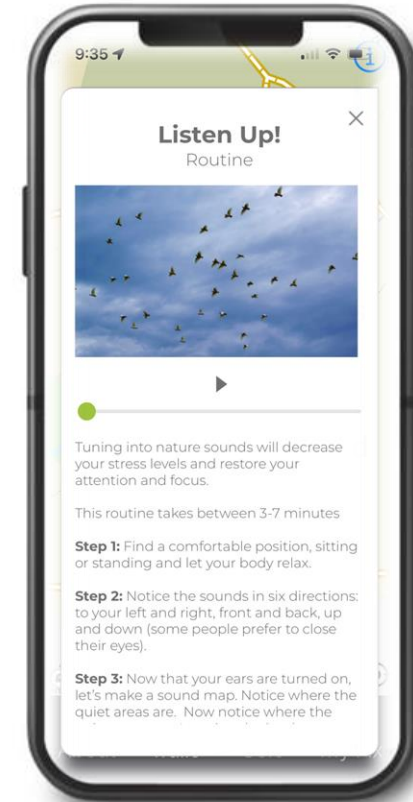 9:35
i
Listen Up!
Routine
Tuning into nature sounds will decrease
your stress levels and restore your
attention and focus.
This routine takes between 3-7 minutes
Step 1: Find a comfortable position, sitting
or standing and let your body relax.
Step 2: Notice the sounds in six directions:
to your left and right, front and back, up
and down (some people prefer to close
their eyes).
Step 3: Now that your ears are turned on,
let's make a sound map. Notice where the
quiet areas are. Now notice where the